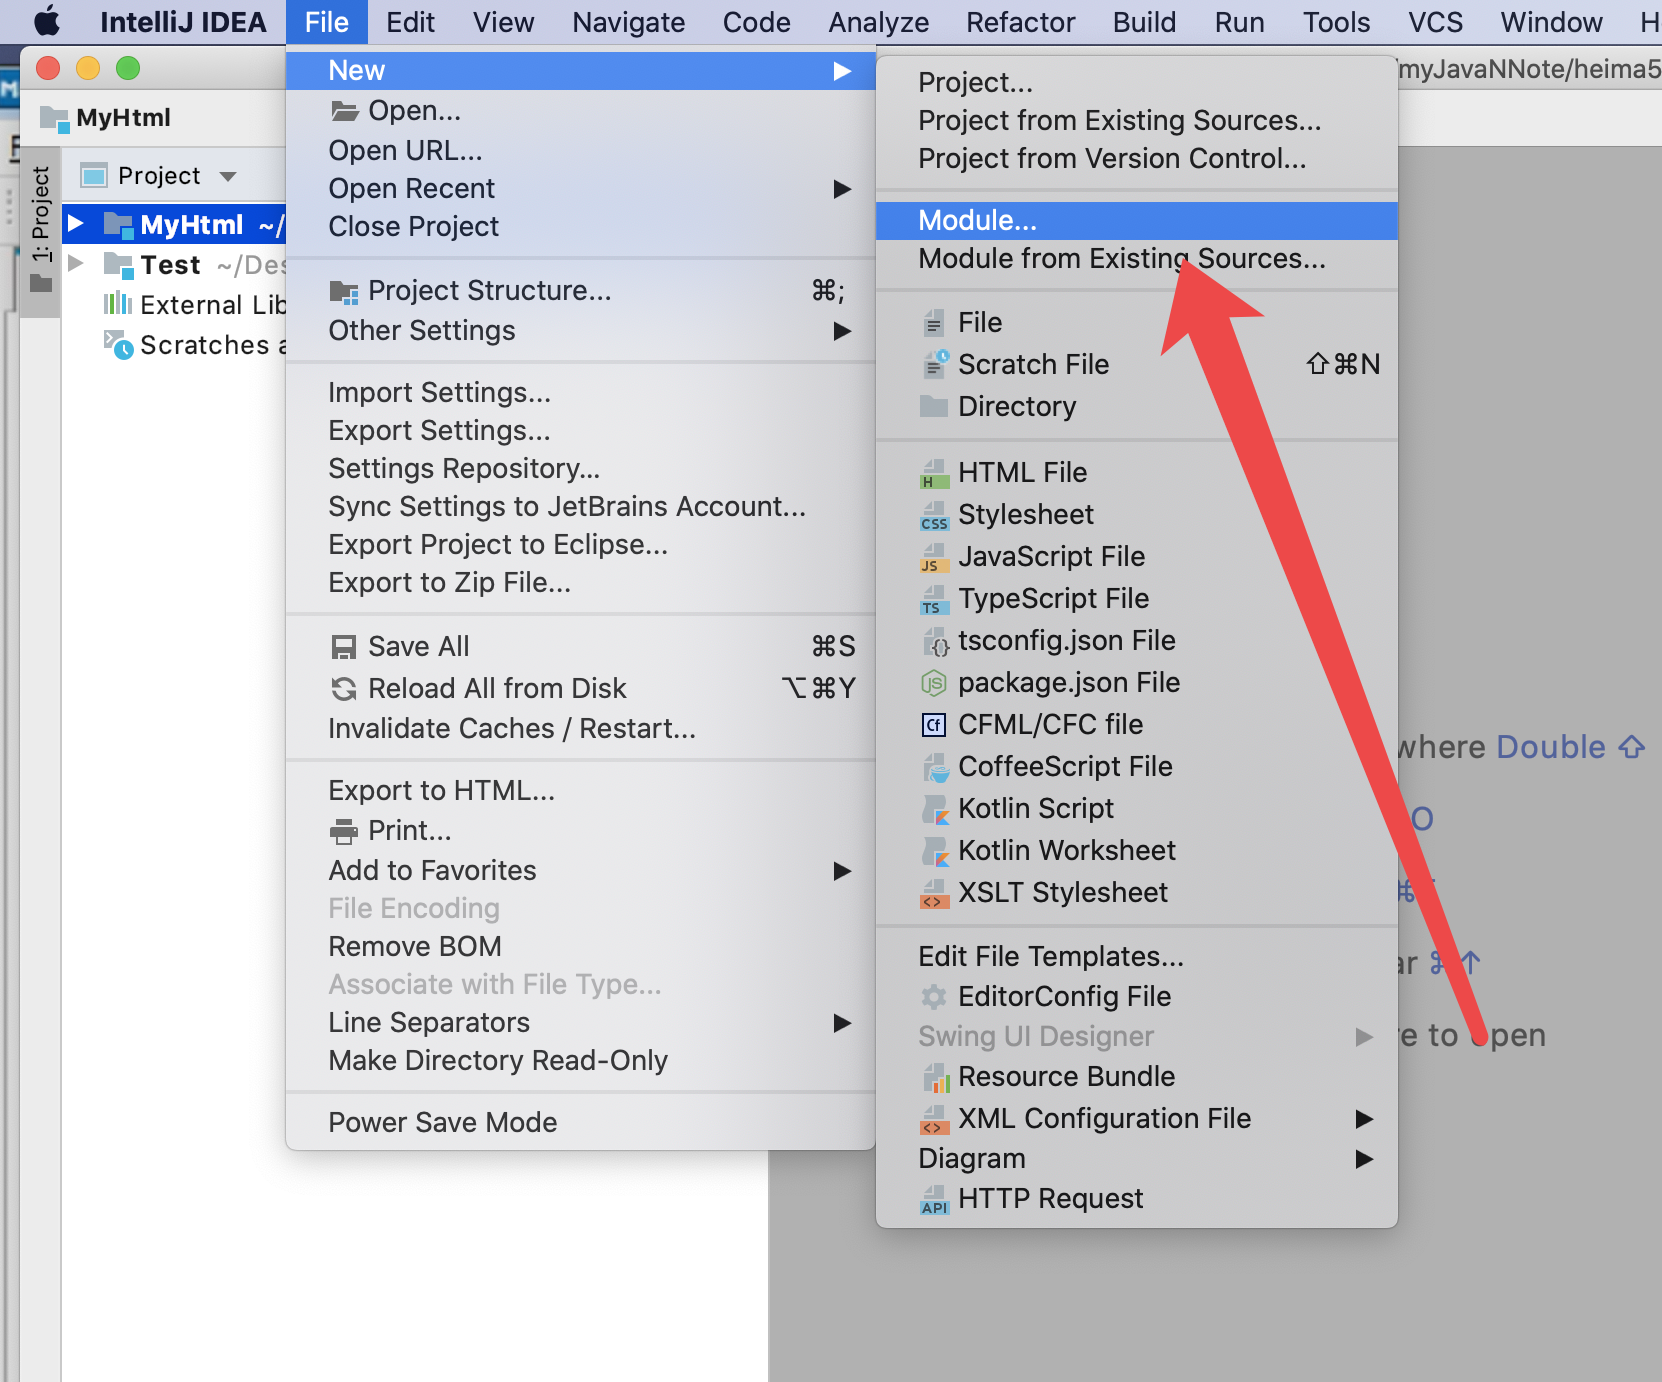 IntelliJ IDEA File Edit View Navigate Code Analyze Refactor Build Run Tools VCS Window
myJavaNNote/heima5
MyHtml
1: Project
Project
MyHtml ~/
Test ~/Des
External Lib
Scratches a
New
Open...
Open URL...
Open Recent
Close Project
Project Structure... ⌘;
Other Settings
Import Settings...
Export Settings...
Settings Repository...
Sync Settings to JetBrains Account...
Export Project to Eclipse...
Export to Zip File...
Save All ⌘S
Reload All from Disk ⌥⌘Y
Invalidate Caches / Restart...
Export to HTML...
Print...
Add to Favorites
File Encoding
Remove BOM
Associate with File Type...
Line Separators
Make Directory Read-Only
Power Save Mode
Project...
Project from Existing Sources...
Project from Version Control...
Module...
Module from Existing Sources...
File
Scratch File ⇧⌘N
Directory
HTML File
Stylesheet
JavaScript File
TypeScript File
tsconfig.json File
package.json File
CFML/CFC file
CoffeeScript File
Kotlin Script
Kotlin Worksheet
XSLT Stylesheet
Edit File Templates...
EditorConfig File
Swing UI Designer
Resource Bundle
XML Configuration File
Diagram
HTTP Request
where Double ⇧
O
⌘
ar ⌘↑
re to open